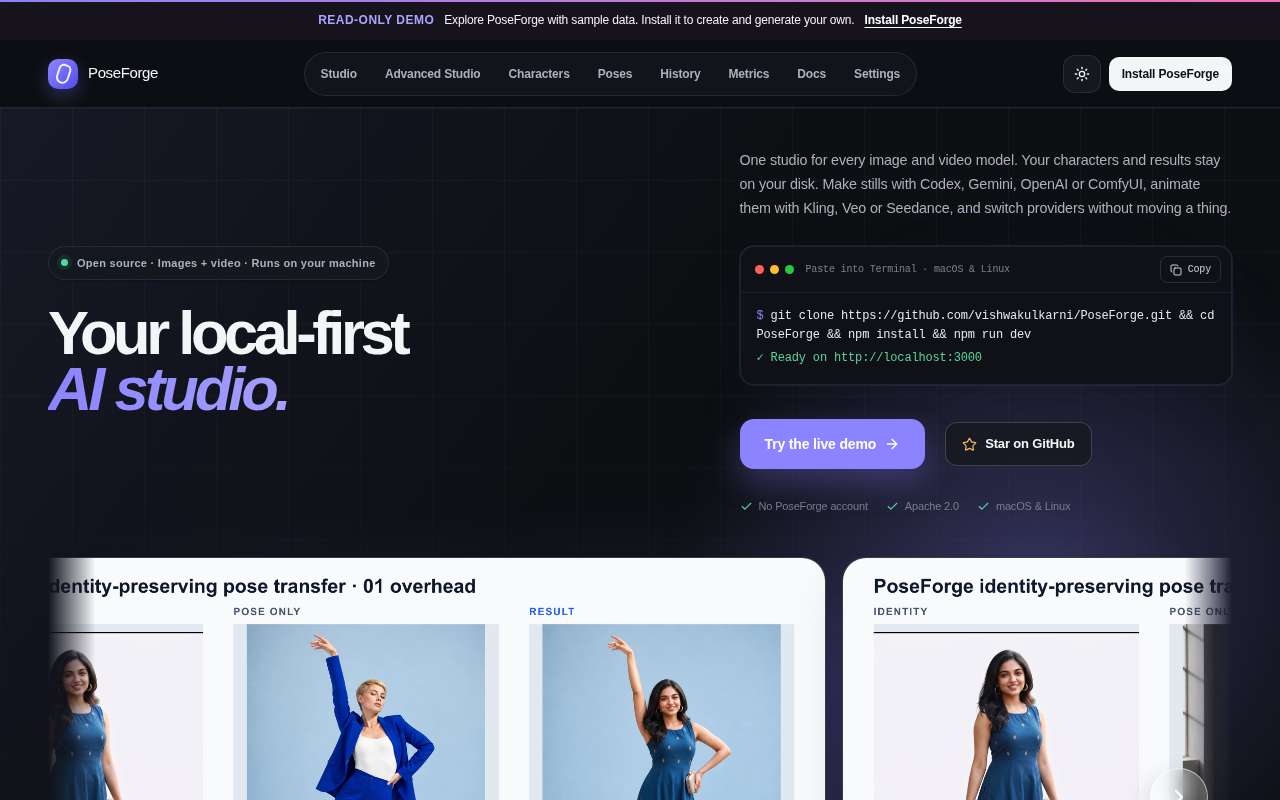 READ-ONLY DEMO Explore PoseForge with sample data. Install it to create and generate your own. Install PoseForge
PoseForge
Studio Advanced Studio Characters Poses History Metrics Docs Settings
Install PoseForge
Open source · Images + video · Runs on your machine
Your local-first
AI studio.
One studio for every image and video model. Your characters and results stay
on your disk. Make stills with Codex, Gemini, OpenAI or ComfyUI, animate
them with Kling, Veo or Seedance, and switch providers without moving a thing.
Paste into Terminal · macOS & Linux
Copy
$ git clone https://github.com/vishwakulkarni/PoseForge.git && cd
PoseForge && npm install && npm run dev
✓ Ready on http://localhost:3000
Try the live demo
Star on GitHub
No PoseForge account
Apache 2.0
macOS & Linux
dentity-preserving pose transfer · 01 overhead
POSE ONLY
RESULT
PoseForge identity-preserving pose tra
IDENTITY
POSE ONL